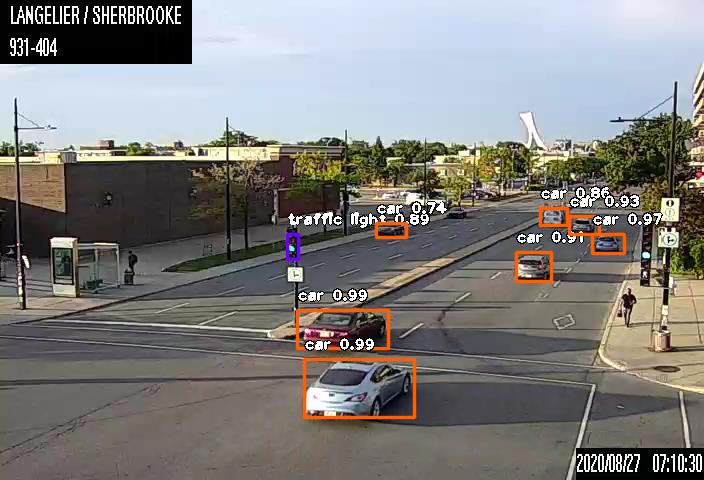 LANGELIER / SHERBROOKE
931-404
car 0.86
car 0.93
car 0.74
traffic light 0.89
car 0.97
car 0.91
car 0.99
car 0.99
2020/08/27 07:10:30